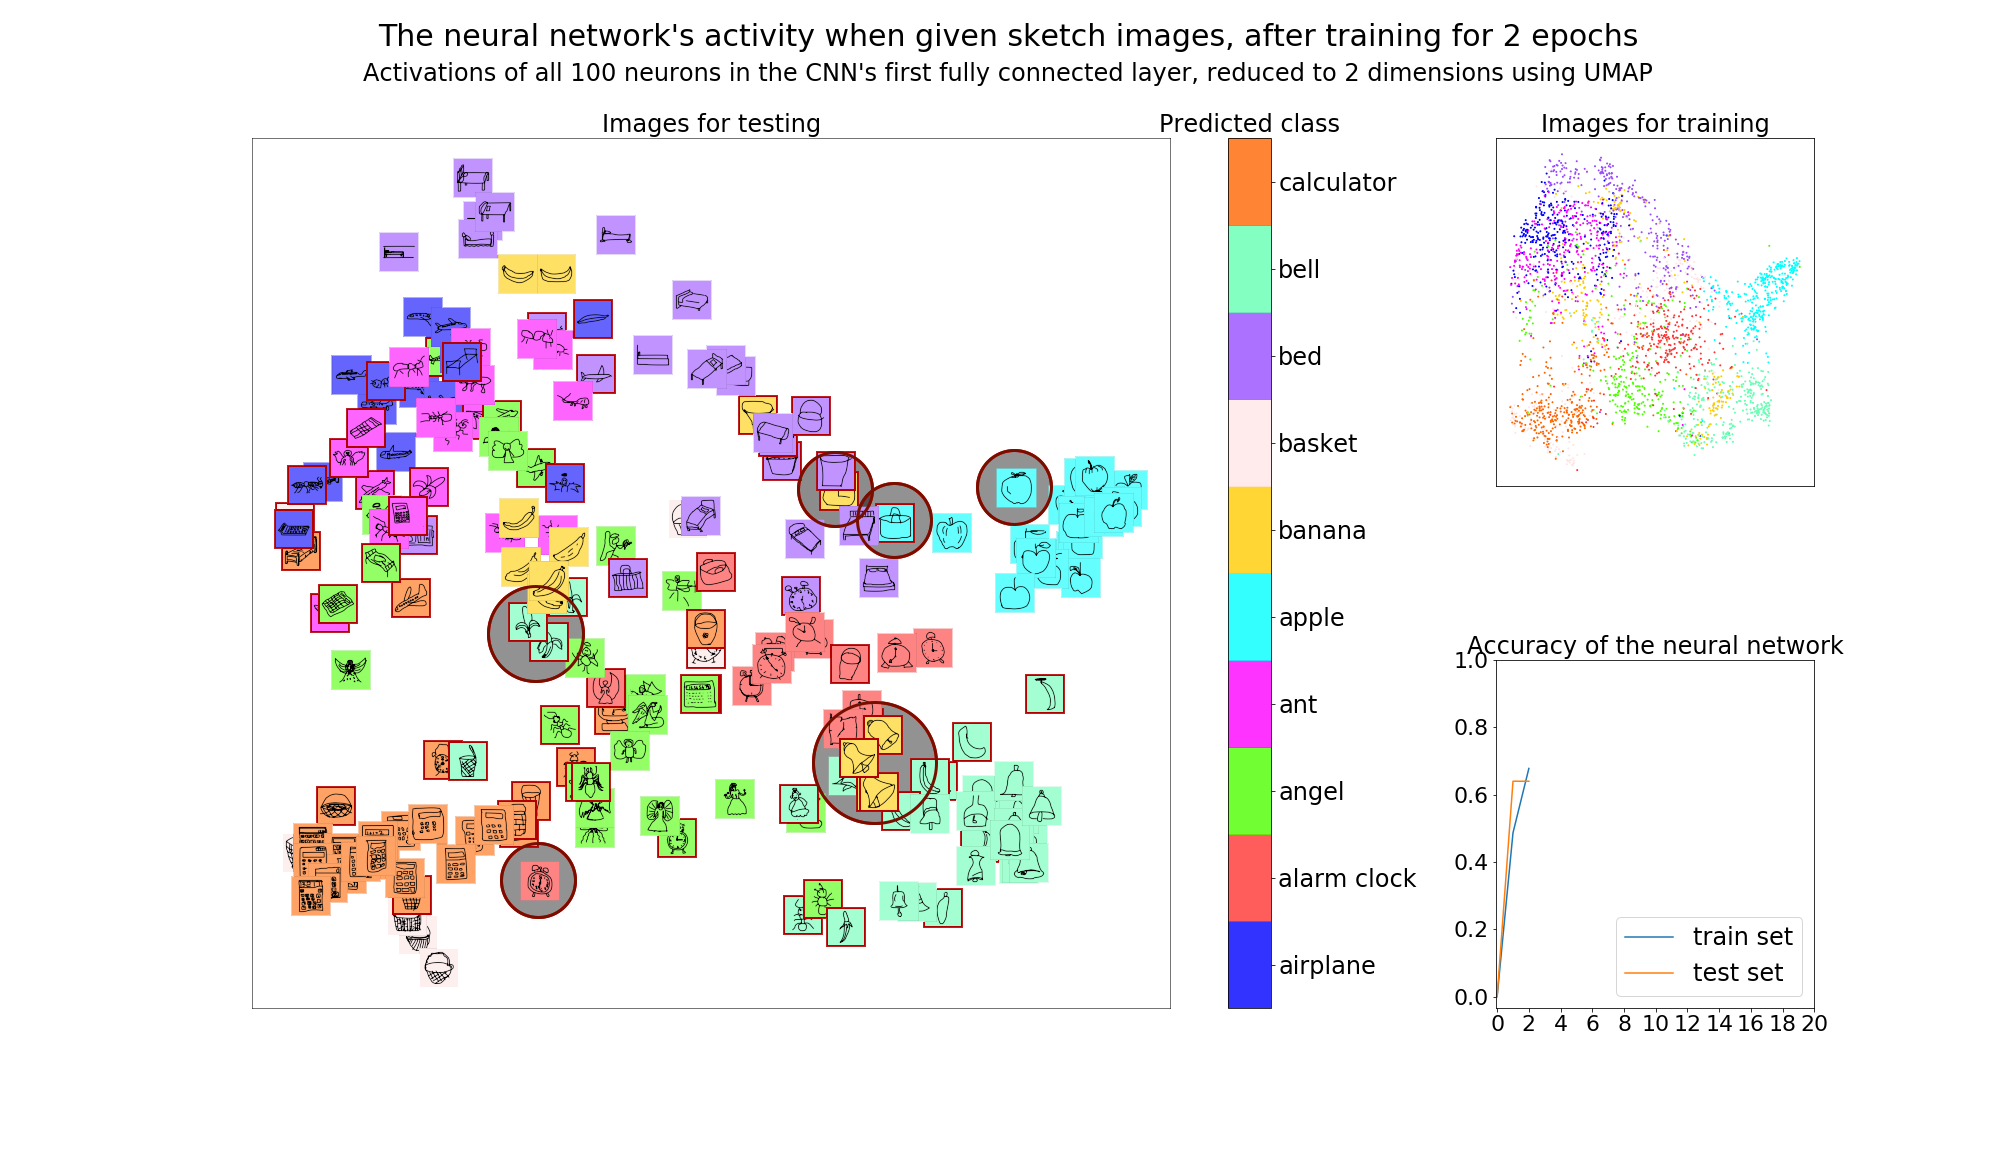 The neural network's activity when given sketch images, after training for 2 epochs
Activations of all 100 neurons in the CNN's first fully connected layer, reduced to 2 dimensions using UMAP
Images for testing
Predicted class
calculator
bell
bed
basket
banana
apple
ant
angel
alarm clock
airplane
Images for training
Accuracy of the neural network
1.0
0.8
0.6
0.4
0.2
0.0
0 2 4 6 8 10 12 14 16 18 20
train set
test set